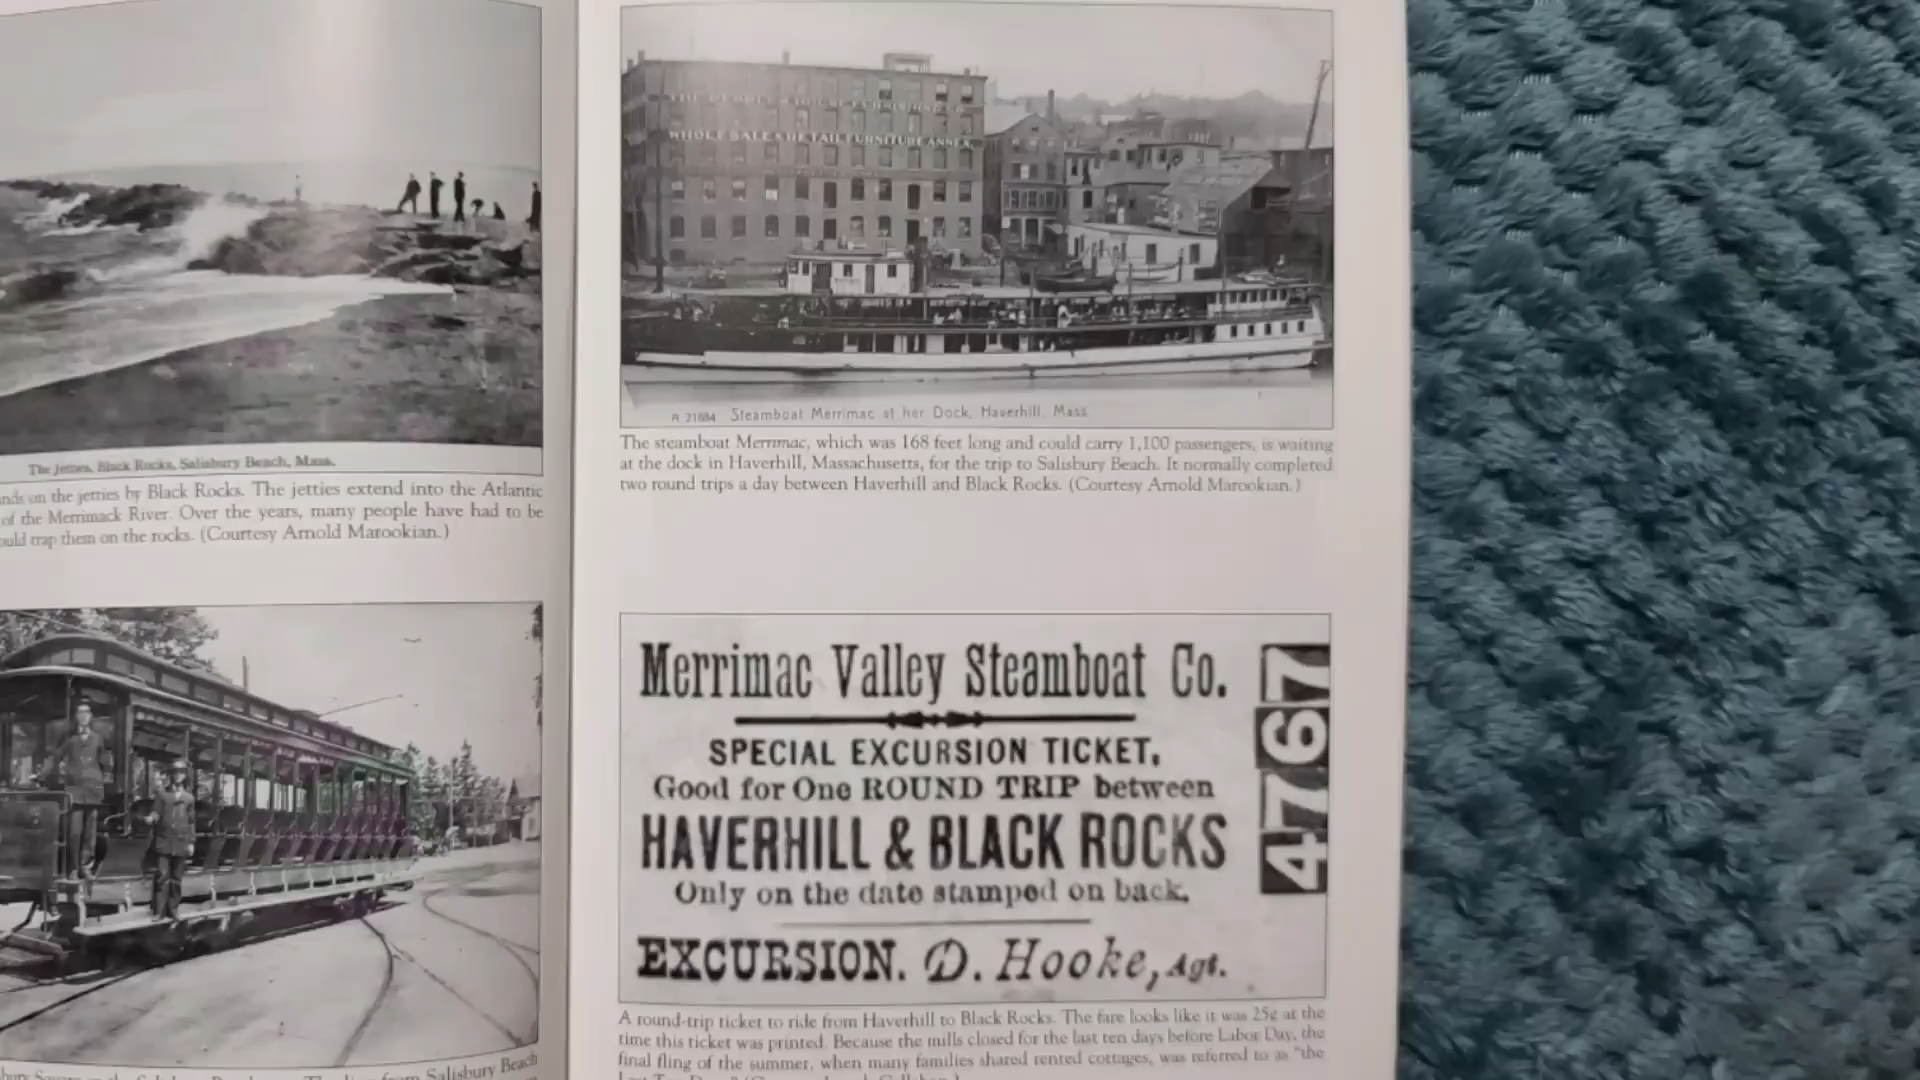 The Jetties, Black Rocks, Salisbury Beach, Mass.
nds on the jetties by Black Rocks. The jetties extend into the Atlantic
of the Merrimack River. Over the years, many people have had to be
ould trap them on the rocks. (Courtesy Arnold Marookian.)
from Salisbury Beach
WHOLESALE & RETAIL FURNITURE ANNEX
R 21884 Steamboat Merrimac at her Dock, Haverhill, Mass.
The steamboat Merrimac, which was 168 feet long and could carry 1,100 passengers, is waiting
at the dock in Haverhill, Massachusetts, for the trip to Salisbury Beach. It normally completed
two round trips a day between Haverhill and Black Rocks. (Courtesy Arnold Marookian.)
Merrimac Valley Steamboat Co.
SPECIAL EXCURSION TICKET.
Good for One ROUND TRIP between
HAVERHILL & BLACK ROCKS
Only on the date stamped on back.
EXCURSION. D. Hooke, Agt.
4767
A round-trip ticket to ride from Haverhill to Black Rocks. The fare looks like it was 25¢ at the
time this ticket was printed. Because the mills closed for the last ten days before Labor Day, the
final fling of the summer, when many families shared rented cottages, was referred to as "the